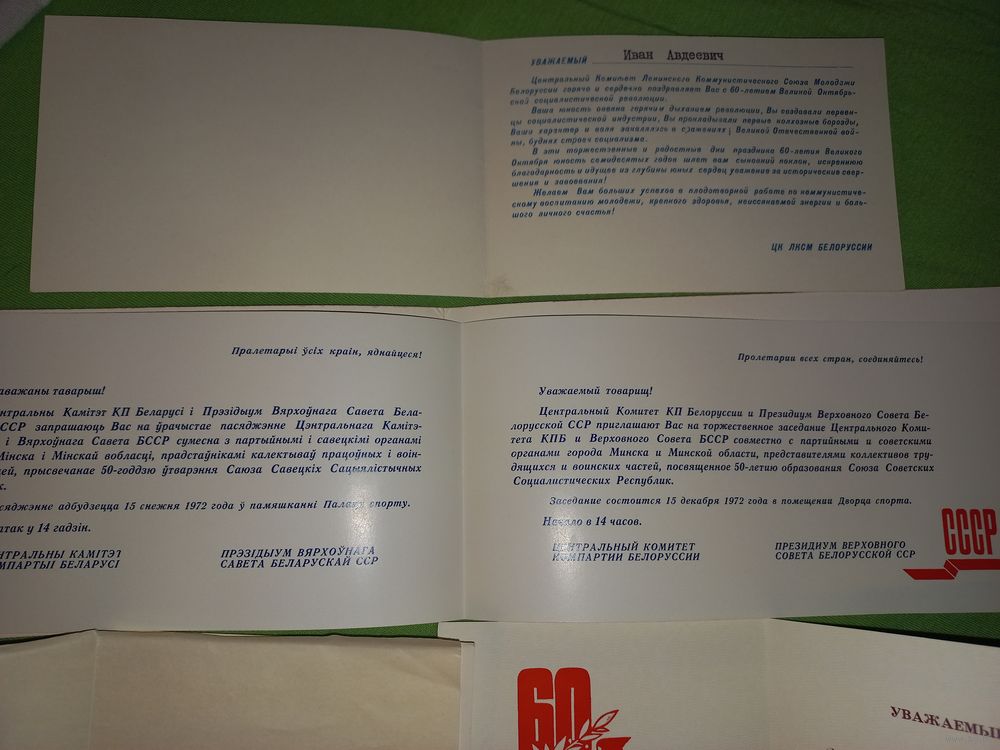 УВАЖАЕМЫЙ Иван Авдеевич
Центральный Комитет Ленинского Коммунистического Союза Молодежи
Белоруссии горячо и сердечно поздравляет Вас с 60-летием Великой Октябрь-
ской социалистической революции.
Ваша юность овеяна горячим дыханием революции, Вы создавали первен-
цы социалистической индустрии, Вы прокладывали первые колхозные борозды,
Ваши характер и воля закалялись в сражениях Великой Отечественной вой-
ны, буднях строек социализма.
В эти торжественные и радостные дни праздника 60-летия Великого
Октября юность семидесятых годов шлет вам сыновний поклон, искреннюю
благодарность и идущее из глубины юных сердец уважение за исторические свер-
шения и завоевания!
Желаем Вам больших успехов в плодотворной работе по коммунистиче-
скому воспитанию молодежи, крепкого здоровья, неиссякаемой энергии и боль-
шого личного счастья!
ЦК ЛКСМ БЕЛОРУССИИ
Пралетарыі ўсіх краін, яднайцеся!
аважаны таварыш!
нтральны Камітэт КП Беларусі і Прэзідыум Вярхоўнага Савета Бела-
ССР запрашаюць Вас на ўрачыстае пасяджэнне Цэнтральнага Камітэ-
і Вярхоўнага Савета БССР сумесна з партыйнымі і савецкімі органамі
Мінска і Мінскай вобласці, прадстаўнікамі калектываў працоўных і воін-
цей, прысвечанае 50-годдзю ўтварэння Саюза Савецкіх Сацыялістычных
к.
сяджэнне адбудзецца 15 снежня 1972 года ў памяшканні Палаца спорту.
атак у 14 гадзін.
НТРАЛЬНЫ КАМІТЭТ
МПАРТЫІ БЕЛАРУСІ
ПРЭЗІДЫУМ ВЯРХОЎНАГА
САВЕТА БЕЛАРУСКАЙ ССР
Пролетарии всех стран, соединяйтесь!
Уважаемый товарищ!
Центральный Комитет КП Белоруссии и Президиум Верховного Совета Бе-
лорусской ССР приглашают Вас на торжественное заседание Центрального Коми-
тета КПБ и Верховного Совета БССР совместно с партийными и советскими
органами города Минска и Минской области, представителями коллективов тру-
дящихся и воинских частей, посвященное 50-летию образования Союза Советских
Социалистических Республик.
Заседание состоится 15 декабря 1972 года в помещении Дворца спорта.
Начало в 14 часов.
ЦЕНТРАЛЬНЫЙ КОМИТЕТ
КОМПАРТИИ БЕЛОРУССИИ
ПРЕЗИДИУМ ВЕРХОВНОГО
СОВЕТА БЕЛОРУССКОЙ ССР
СССР
60
УВАЖАЕМЫ